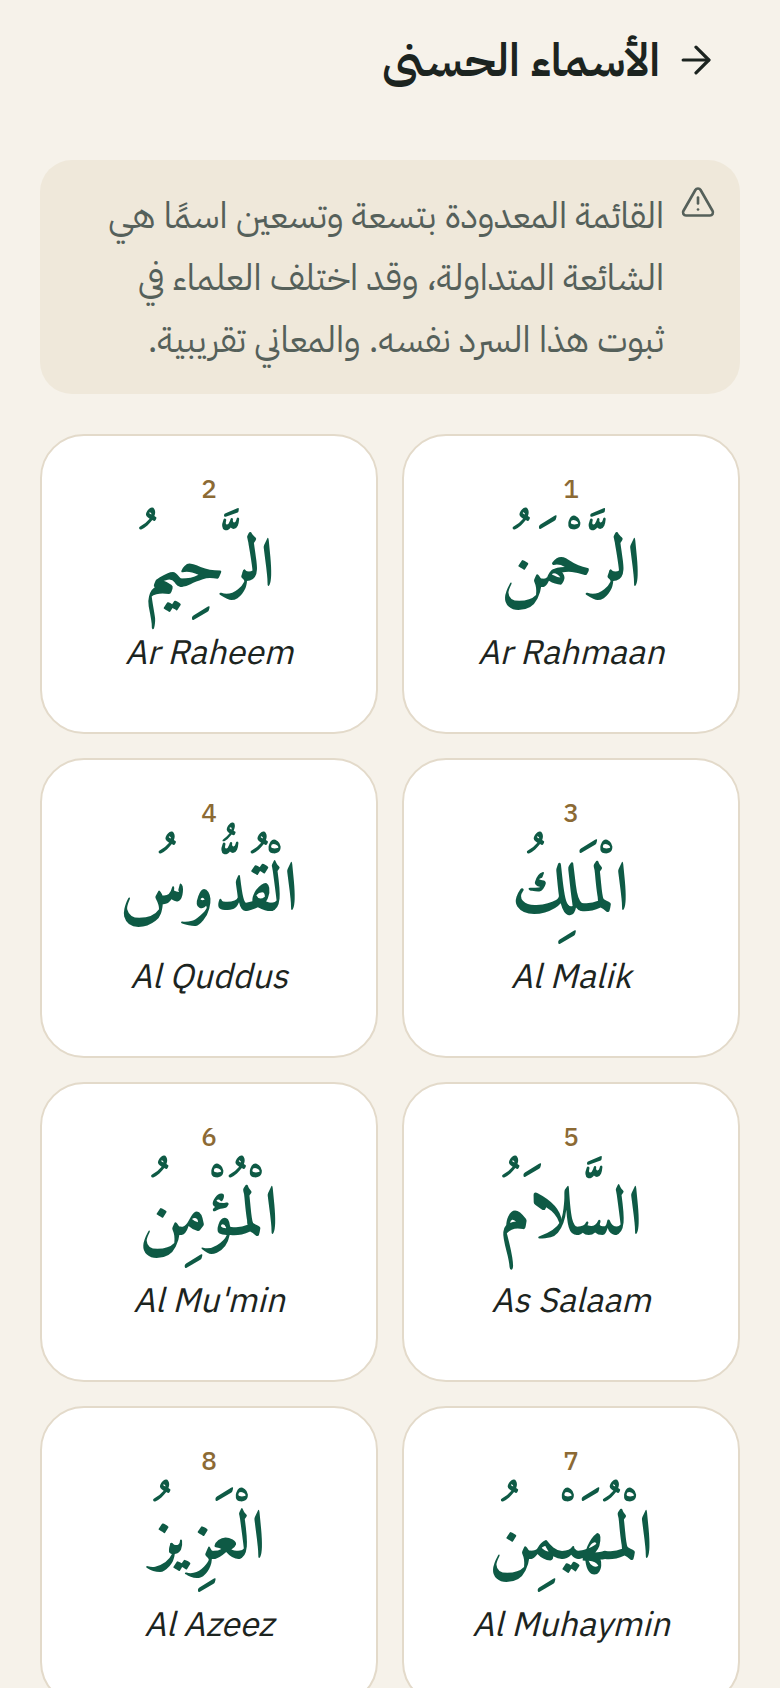 الأسماء الحسنى
القائمة المعدودة بتسعة وتسعين اسمًا هي
الشائعة المتداولة، وقد اختلف العلماء في
ثبوت هذا السرد نفسه. والمعاني تقريبية.
1
الرَّحْمَنُ
Ar Rahmaan
2
الرَّحِيمُ
Ar Raheem
3
الْمَلِكُ
Al Malik
4
الْقُدُّوسُ
Al Quddus
5
السَّلاَمُ
As Salaam
6
الْمُؤْمِنُ
Al Mu'min
7
الْمُهَيْمِنُ
Al Muhaymin
8
الْعَزِيزُ
Al Azeez